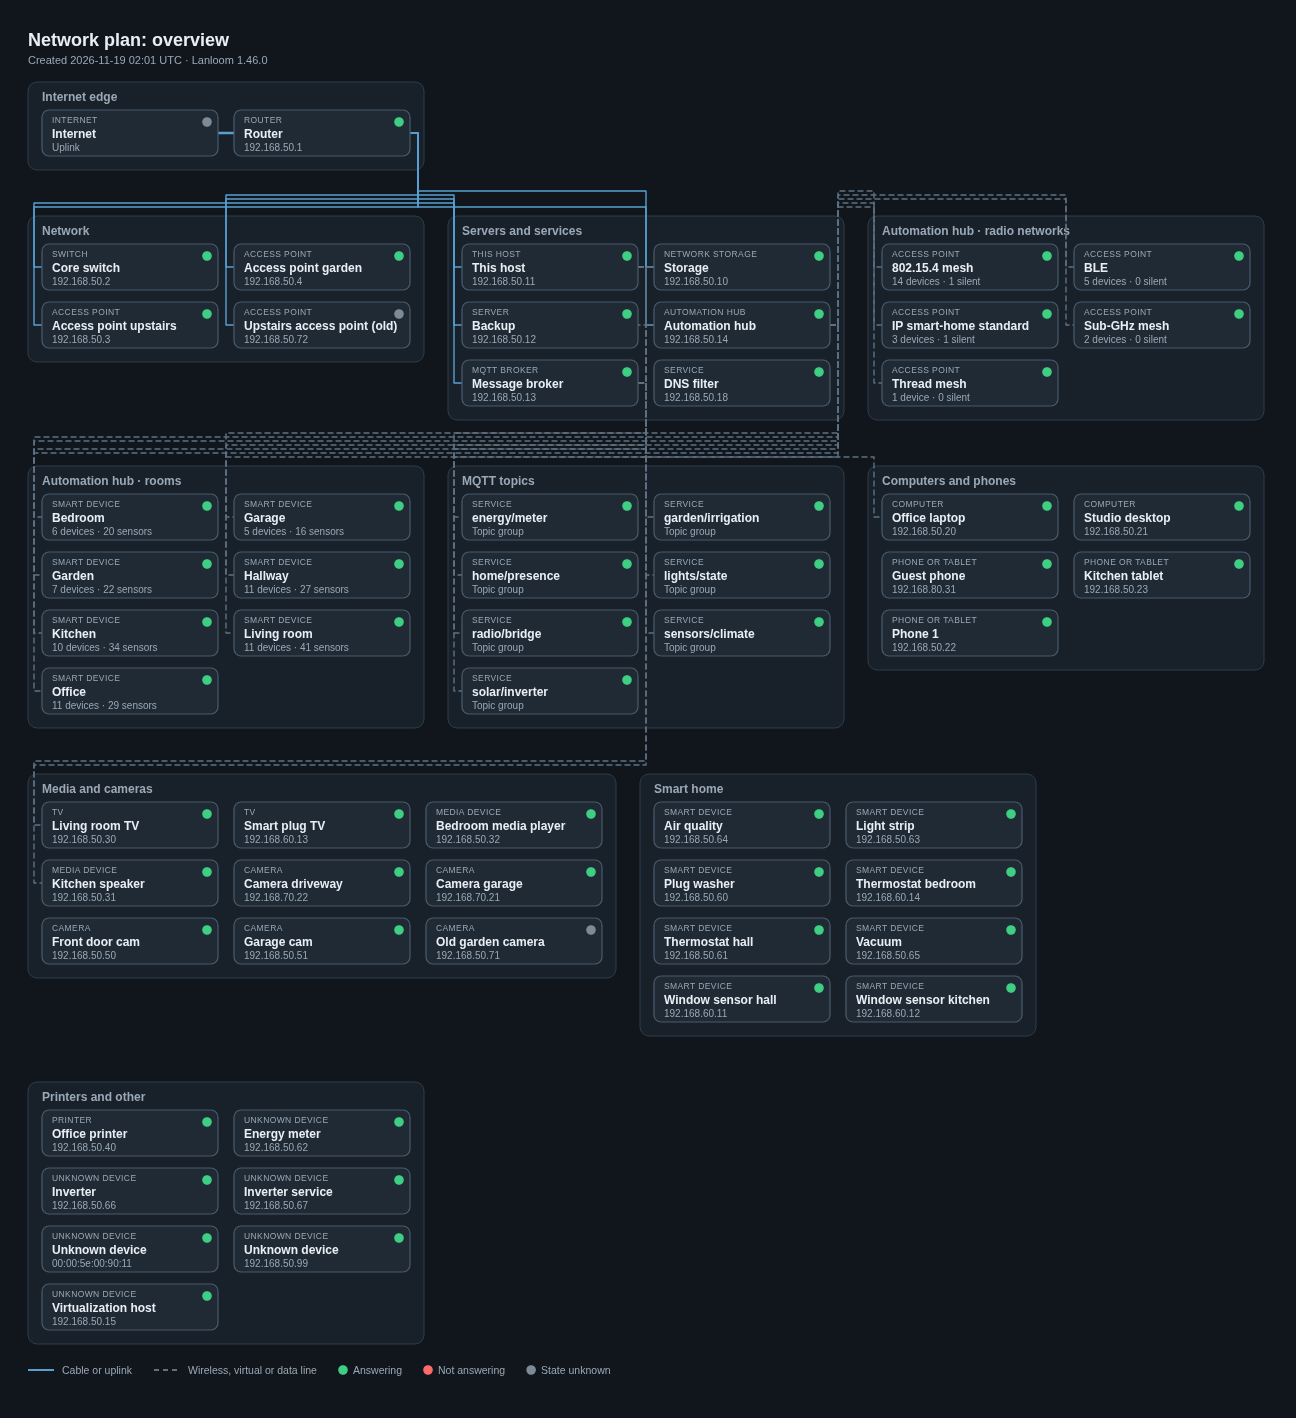 Network plan: overview
Created 2026-11-19 02:01 UTC · Lanloom 1.46.0
Internet edge
INTERNET
Internet
Uplink
ROUTER
Router
192.168.50.1
Network
SWITCH
Core switch
192.168.50.2
ACCESS POINT
Access point garden
192.168.50.4
ACCESS POINT
Access point upstairs
192.168.50.3
ACCESS POINT
Upstairs access point (old)
192.168.50.72
Servers and services
THIS HOST
This host
192.168.50.11
NETWORK STORAGE
Storage
192.168.50.10
SERVER
Backup
192.168.50.12
AUTOMATION HUB
Automation hub
192.168.50.14
MQTT BROKER
Message broker
192.168.50.13
SERVICE
DNS filter
192.168.50.18
Automation hub · radio networks
ACCESS POINT
802.15.4 mesh
14 devices · 1 silent
ACCESS POINT
BLE
5 devices · 0 silent
ACCESS POINT
IP smart-home standard
3 devices · 1 silent
ACCESS POINT
Sub-GHz mesh
2 devices · 0 silent
ACCESS POINT
Thread mesh
1 device · 0 silent
Automation hub · rooms
SMART DEVICE
Bedroom
6 devices · 20 sensors
SMART DEVICE
Garage
5 devices · 16 sensors
SMART DEVICE
Garden
7 devices · 22 sensors
SMART DEVICE
Hallway
11 devices · 27 sensors
SMART DEVICE
Kitchen
10 devices · 34 sensors
SMART DEVICE
Living room
11 devices · 41 sensors
SMART DEVICE
Office
11 devices · 29 sensors
MQTT topics
SERVICE
energy/meter
Topic group
SERVICE
garden/irrigation
Topic group
SERVICE
home/presence
Topic group
SERVICE
lights/state
Topic group
SERVICE
radio/bridge
Topic group
SERVICE
sensors/climate
Topic group
SERVICE
solar/inverter
Topic group
Computers and phones
COMPUTER
Office laptop
192.168.50.20
COMPUTER
Studio desktop
192.168.50.21
PHONE OR TABLET
Guest phone
192.168.80.31
PHONE OR TABLET
Kitchen tablet
192.168.50.23
PHONE OR TABLET
Phone 1
192.168.50.22
Media and cameras
TV
Living room TV
192.168.50.30
TV
Smart plug TV
192.168.60.13
MEDIA DEVICE
Bedroom media player
192.168.50.32
MEDIA DEVICE
Kitchen speaker
192.168.50.31
CAMERA
Camera driveway
192.168.70.22
CAMERA
Camera garage
192.168.70.21
CAMERA
Front door cam
192.168.50.50
CAMERA
Garage cam
192.168.50.51
CAMERA
Old garden camera
192.168.50.71
Smart home
SMART DEVICE
Air quality
192.168.50.64
SMART DEVICE
Light strip
192.168.50.63
SMART DEVICE
Plug washer
192.168.50.60
SMART DEVICE
Thermostat bedroom
192.168.60.14
SMART DEVICE
Thermostat hall
192.168.50.61
SMART DEVICE
Vacuum
192.168.50.65
SMART DEVICE
Window sensor hall
192.168.60.11
SMART DEVICE
Window sensor kitchen
192.168.60.12
Printers and other
PRINTER
Office printer
192.168.50.40
UNKNOWN DEVICE
Energy meter
192.168.50.62
UNKNOWN DEVICE
Inverter
192.168.50.66
UNKNOWN DEVICE
Inverter service
192.168.50.67
UNKNOWN DEVICE
Unknown device
00:00:5e:00:90:11
UNKNOWN DEVICE
Unknown device
192.168.50.99
UNKNOWN DEVICE
Virtualization host
192.168.50.15
Cable or uplink
Wireless, virtual or data line
Answering
Not answering
State unknown